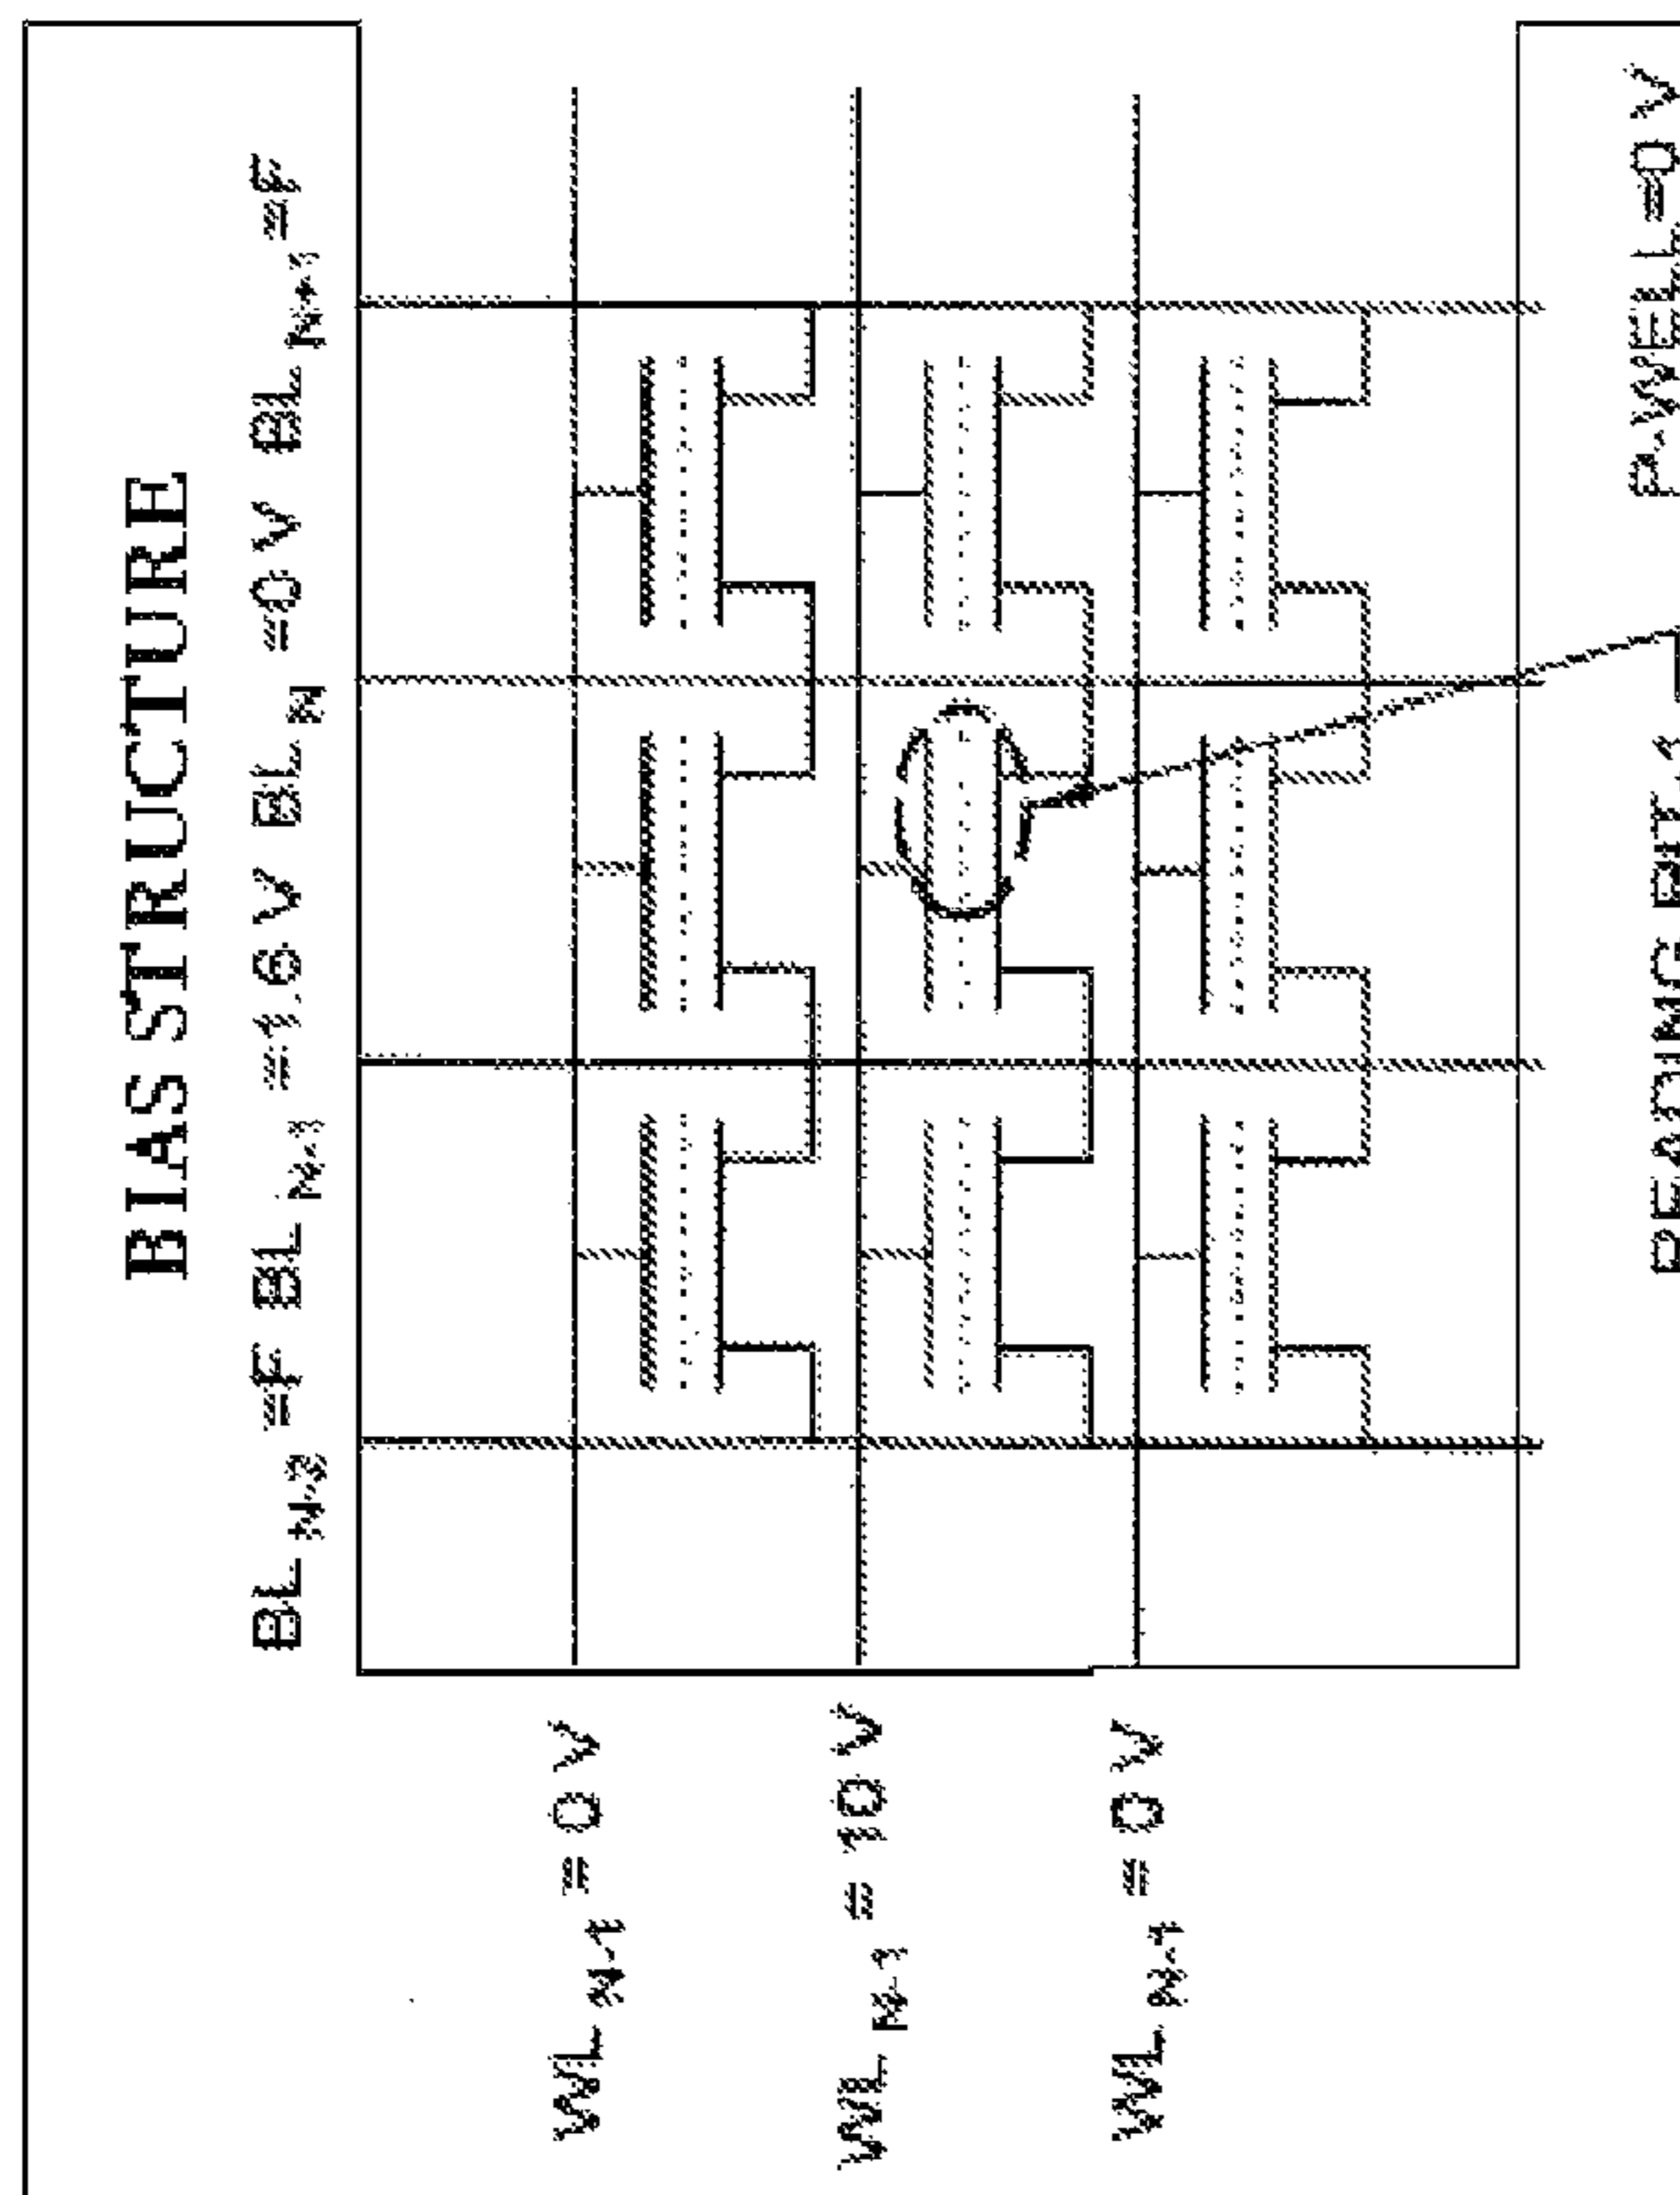 BIAS STRUCTURE
BL N-2 =F BL N-1 =1.6 V BL N =0 V BL N+1 =F
WL N-1 = 0 V
WL N-1 = 10 V
WL N-1 = 0 V
P-WELL =0 V
READING BIT-1